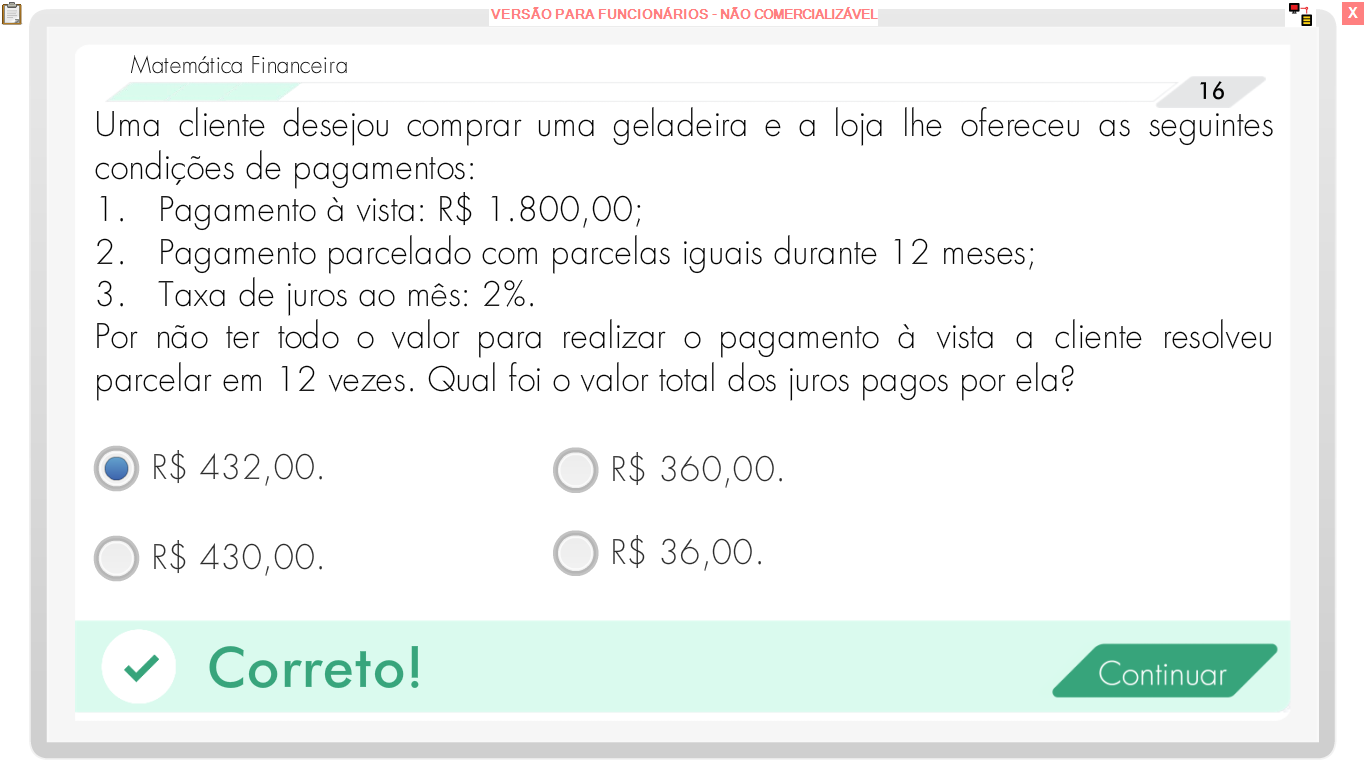 VERSÃO PARA FUNCIONÁRIOS - NÃO COMERCIALIZÁVEL
X
Matemática Financeira
16
Uma cliente desejou comprar uma geladeira e a loja lhe ofereceu as seguintes
condições de pagamentos:
1. Pagamento à vista: R$ 1.800,00;
2. Pagamento parcelado com parcelas iguais durante 12 meses;
3. Taxa de juros ao mês: 2%.
Por não ter todo o valor para realizar o pagamento à vista a cliente resolveu
parcelar em 12 vezes. Qual foi o valor total dos juros pagos por ela?
R$ 432,00.
R$ 360,00.
R$ 430,00.
R$ 36,00.
Correto!
Continuar